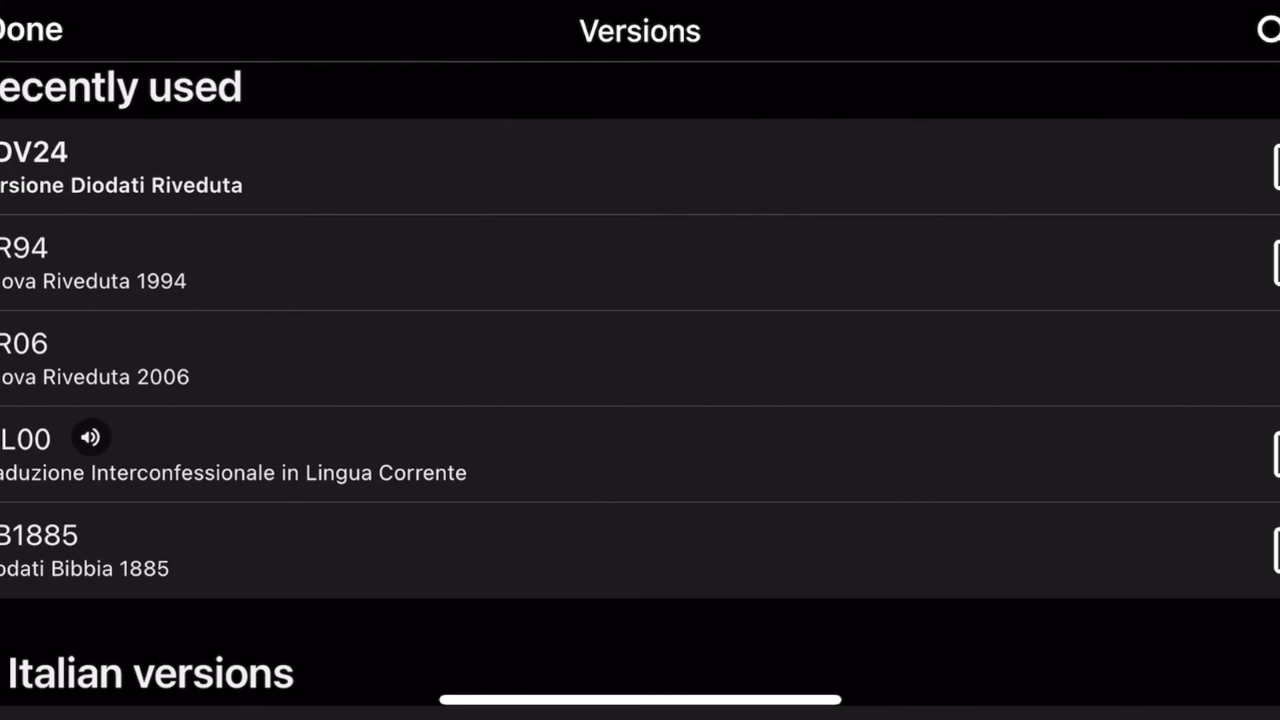 Done
Versions
ecently used
DV24
rsione Diodati Riveduta
R94
ova Riveduta 1994
R06
ova Riveduta 2006
L00
aduzione Interconfessionale in Lingua Corrente
B1885
odati Bibbia 1885
Italian versions